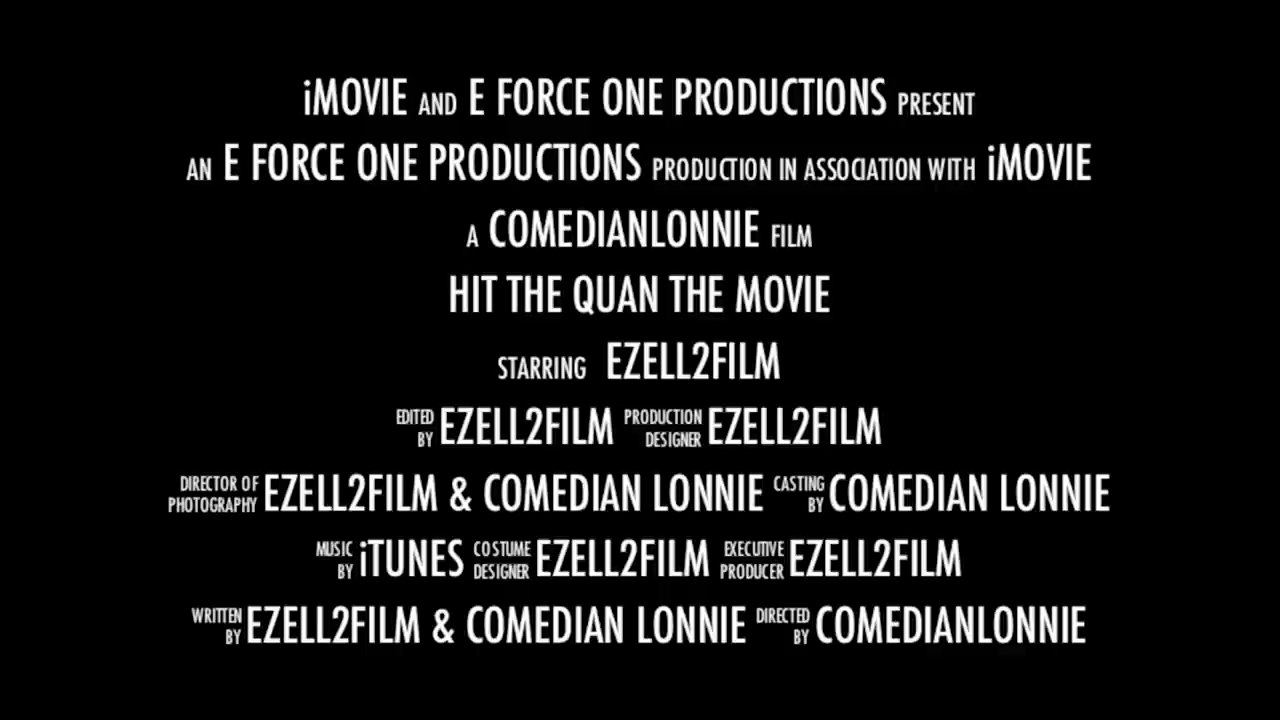 iMOVIE AND E FORCE ONE PRODUCTIONS PRESENT
AN E FORCE ONE PRODUCTIONS PRODUCTION IN ASSOCIATION WITH iMOVIE
A COMEDIANLONNIE FILM
HIT THE QUAN THE MOVIE
STARRING EZELL2FILM
EDITED BY EZELL2FILM PRODUCTION DESIGNER EZELL2FILM
DIRECTOR OF PHOTOGRAPHY EZELL2FILM & COMEDIAN LONNIE CASTING BY COMEDIAN LONNIE
MUSIC BY iTUNES COSTUME DESIGNER EZELL2FILM EXECUTIVE PRODUCER EZELL2FILM
WRITTEN BY EZELL2FILM & COMEDIAN LONNIE DIRECTED BY COMEDIANLONNIE